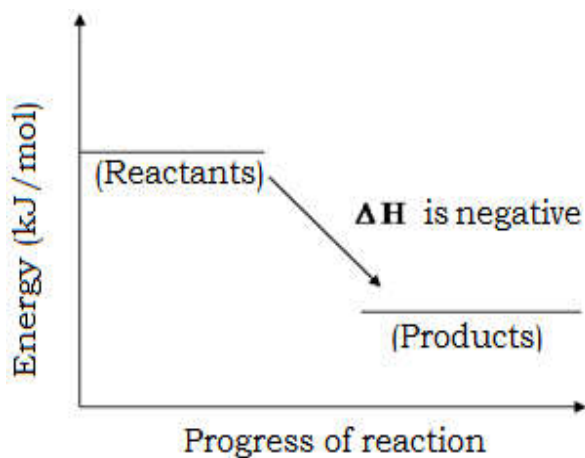 Energy (kJ/mol)
(Reactants)
ΔH is negative
(Products)
Progress of reaction